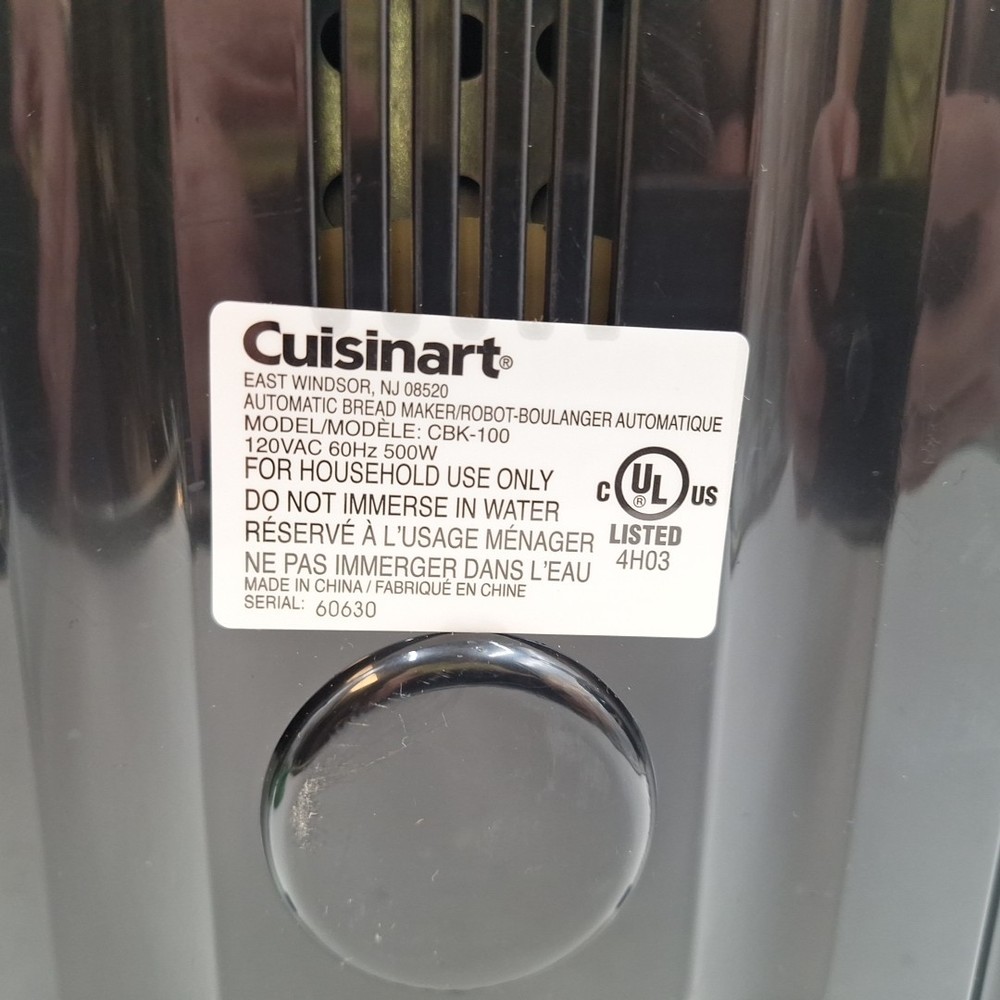 Cuisinart®
EAST WINDSOR, NJ 08520
AUTOMATIC BREAD MAKER/ROBOT-BOULANGER AUTOMATIQUE
MODEL/MODÈLE: CBK-100
120VAC 60Hz 500W
FOR HOUSEHOLD USE ONLY
DO NOT IMMERSE IN WATER
RÉSERVÉ À L'USAGE MÉNAGER
NE PAS IMMERGER DANS L'EAU
MADE IN CHINA / FABRIQUÉ EN CHINE
SERIAL: 60630
C UL® US
LISTED
4H03